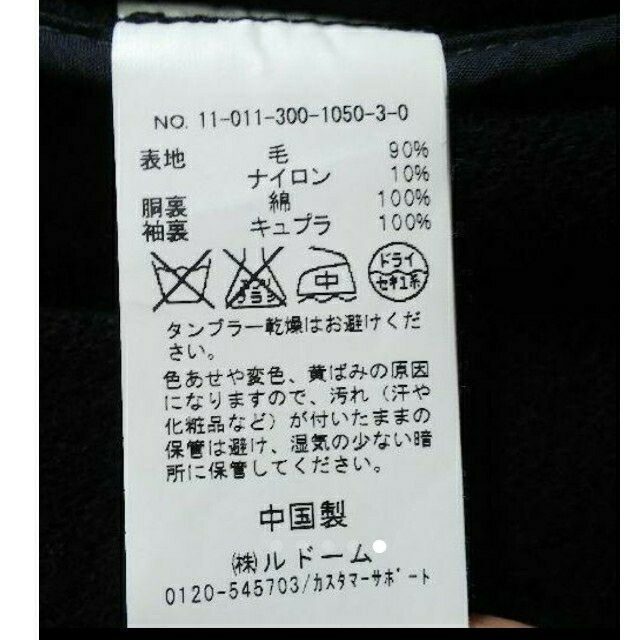 NO. 11-011-300-1050-3-0
表地 毛 90%
ナイロン 10%
胴裏 綿 100%
袖裏 キュプラ 100%
エンソ サラシ 中 ドライ セキユ系
タンブラー乾燥はお避けくだ
さい。
色あせや変色、黄ばみの原因
になりますので、汚れ（汗や
化粧品など）が付いたままの
保管は避け、湿気の少ない暗
所に保管してください。
中国製
㈱ルドーム
0120-545703/カスタマーサポート